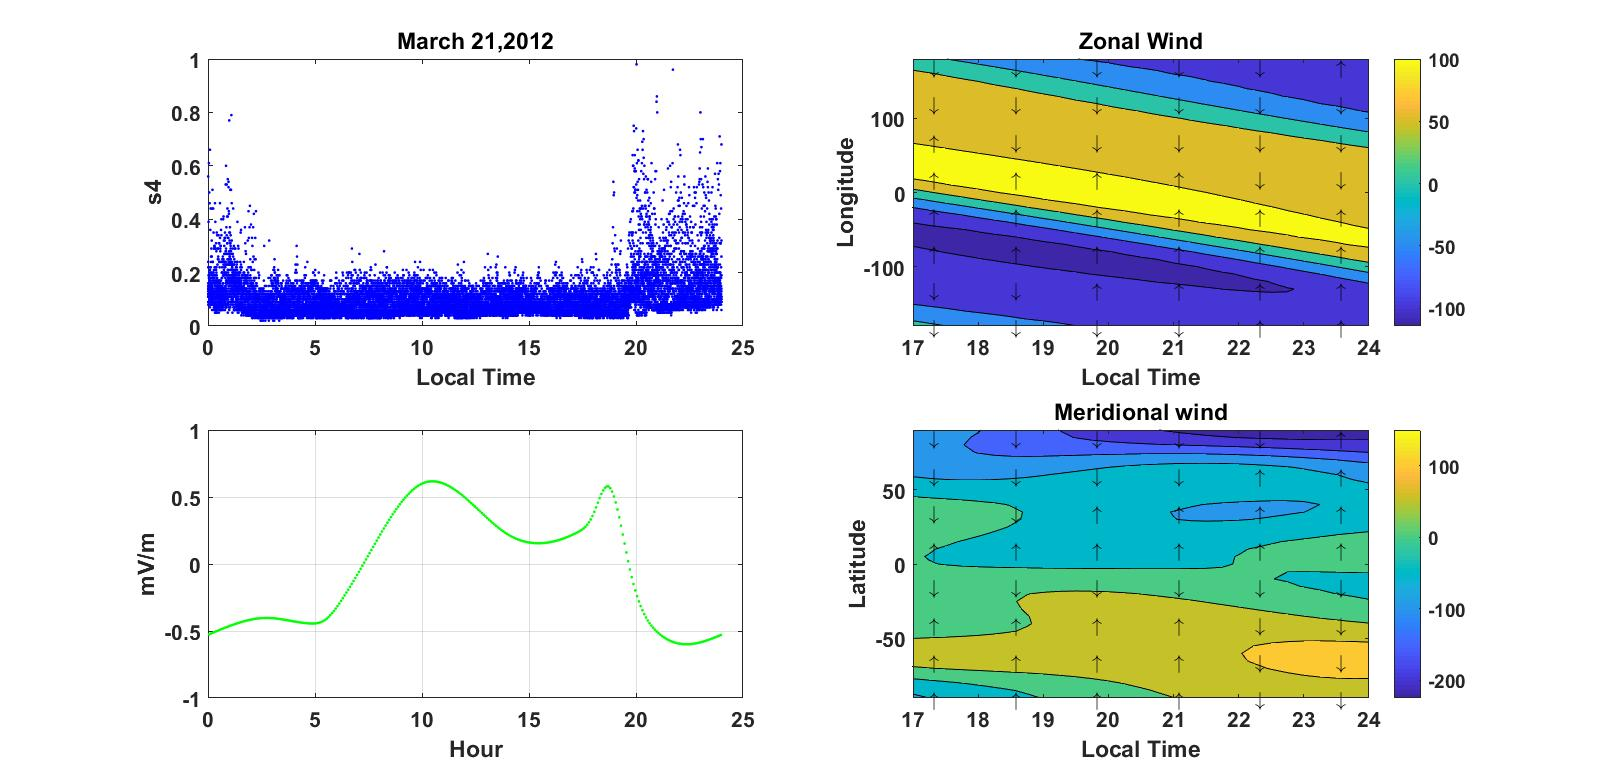 March 21,2012
s4
1
0.8
0.6
0.4
0.2
0
0 5 10 15 20 25
Local Time
Zonal Wind
Longitude
100
0
-100
17 18 19 20 21 22 23 24
Local Time
100
50
0
-50
-100
mV/m
1
0.5
0
-0.5
-1
0 5 10 15 20 25
Hour
Meridional wind
Latitude
50
0
-50
17 18 19 20 21 22 23 24
Local Time
100
0
-100
-200